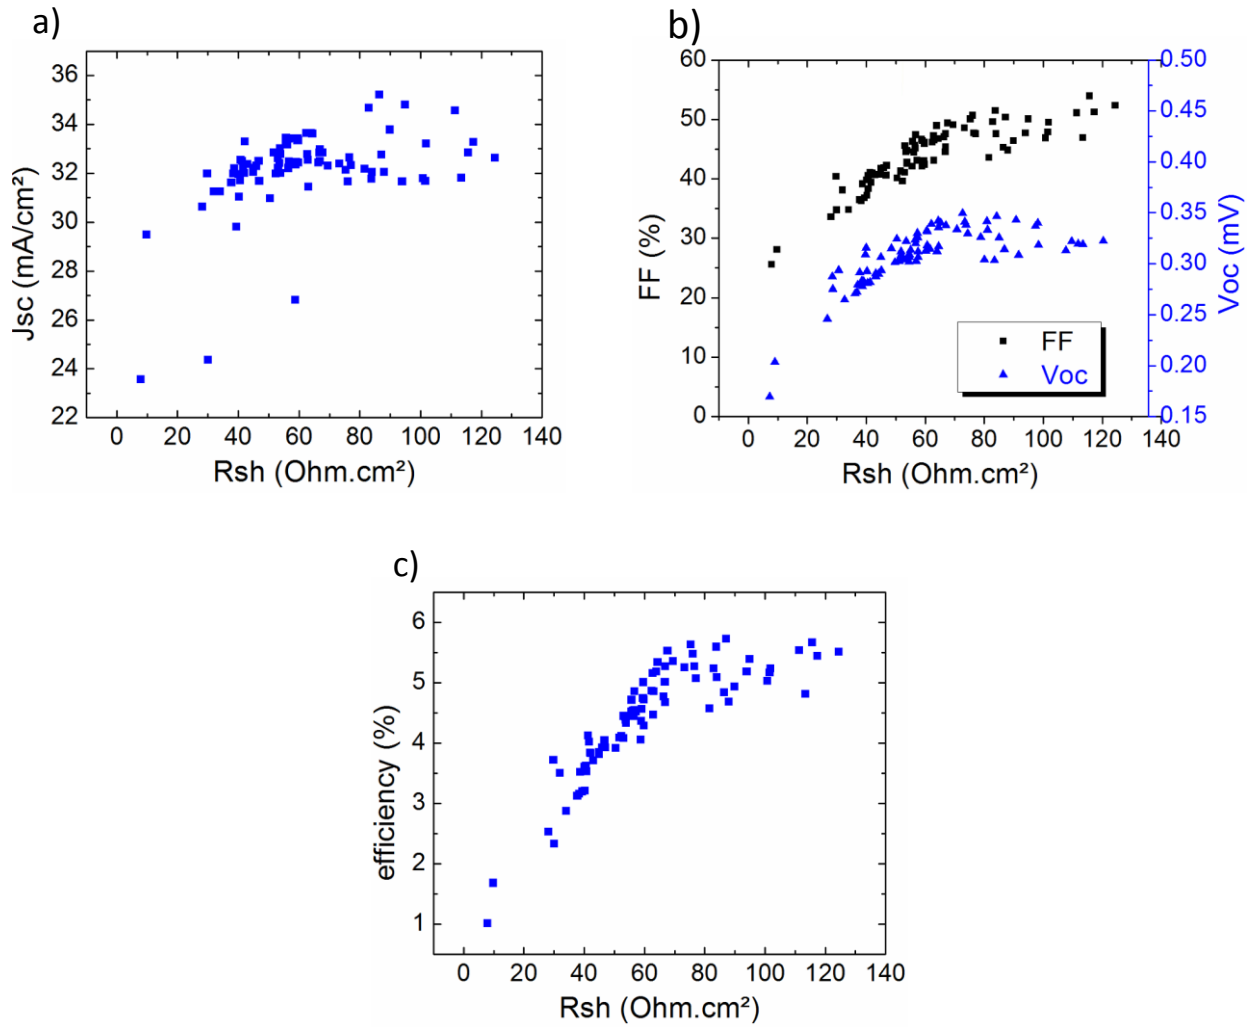 a)
36
34
32
30
28
26
24
22
Jsc (mA/cm²)
0 20 40 60 80 100 120 140
Rsh (Ohm.cm²)
b)
60
50
40
30
20
10
0
FF (%)
0.50
0.45
0.40
0.35
0.30
0.25
0.20
0.15
Voc (mV)
FF
Voc
0 20 40 60 80 100 120 140
Rsh (Ohm.cm²)
c)
6
5
4
3
2
1
efficiency (%)
0 20 40 60 80 100 120 140
Rsh (Ohm.cm²)